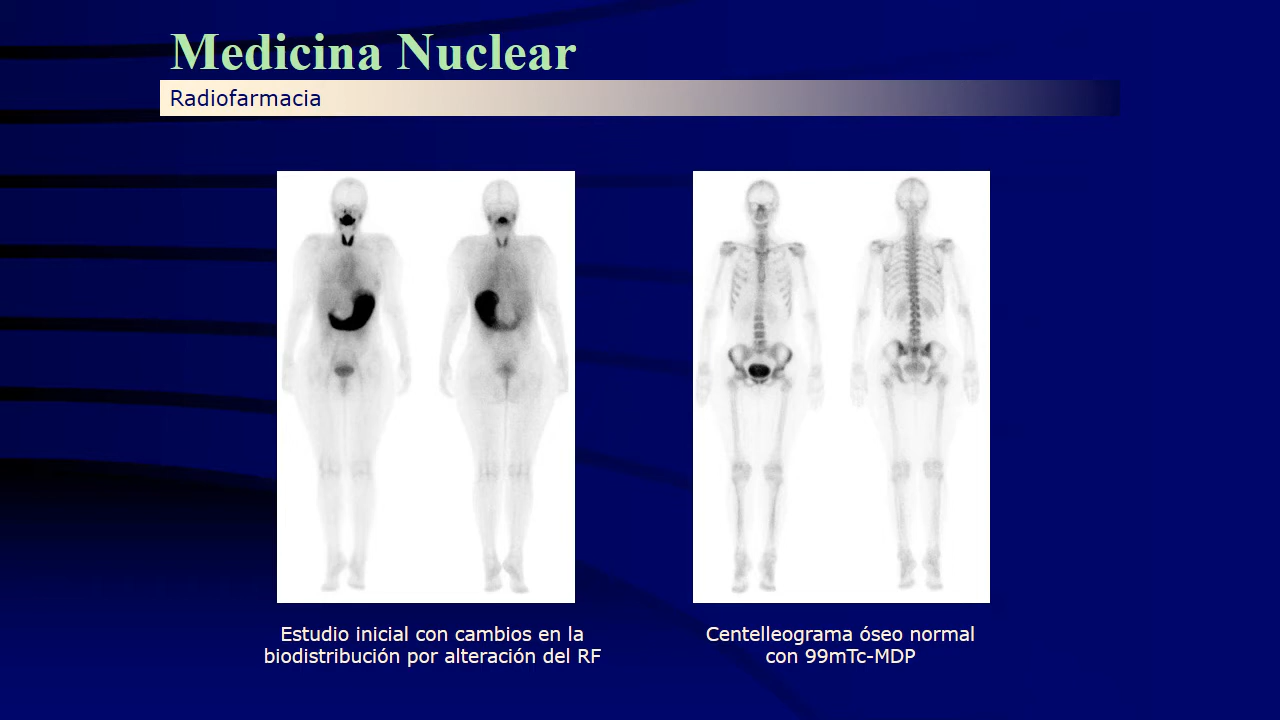 Medicina Nuclear
Radiofarmacia
Estudio inicial con cambios en la
biodistribución por alteración del RF
Centelleograma óseo normal
con 99mTc-MDP